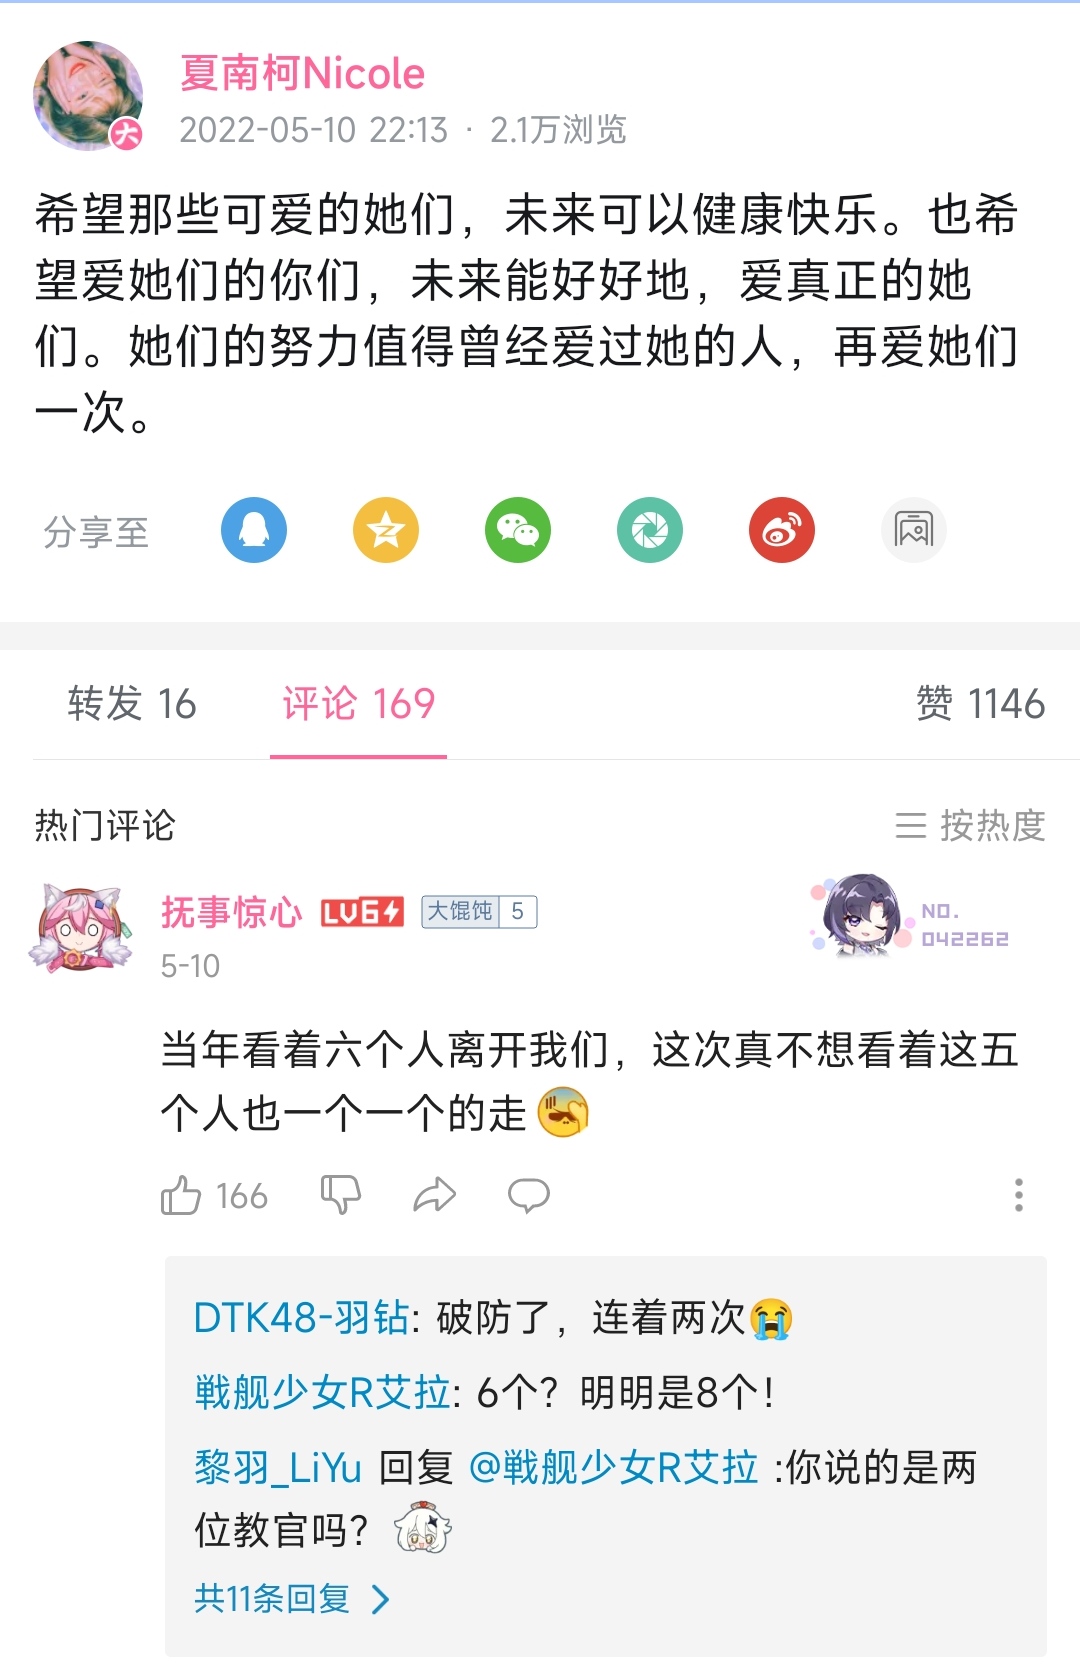 夏南柯Nicole
2022-05-10 22:13 · 2.1万浏览
希望那些可爱的她们，未来可以健康快乐。也希
望爱她们的你们，未来能好好地，爱真正的她
们。她们的努力值得曾经爱过她的人，再爱她们
一次。
分享至
转发 16 评论 169 赞 1146
热门评论 按热度
抚事惊心 LV6 大馄饨 5 NO.
042262
5-10
当年看着六个人离开我们，这次真不想看着这五
个人也一个一个的走
166
DTK48-羽钻: 破防了，连着两次
戦舰少女R艾拉: 6个？明明是8个！
黎羽_LiYu 回复 @戦舰少女R艾拉 :你说的是两
位教官吗？
共11条回复